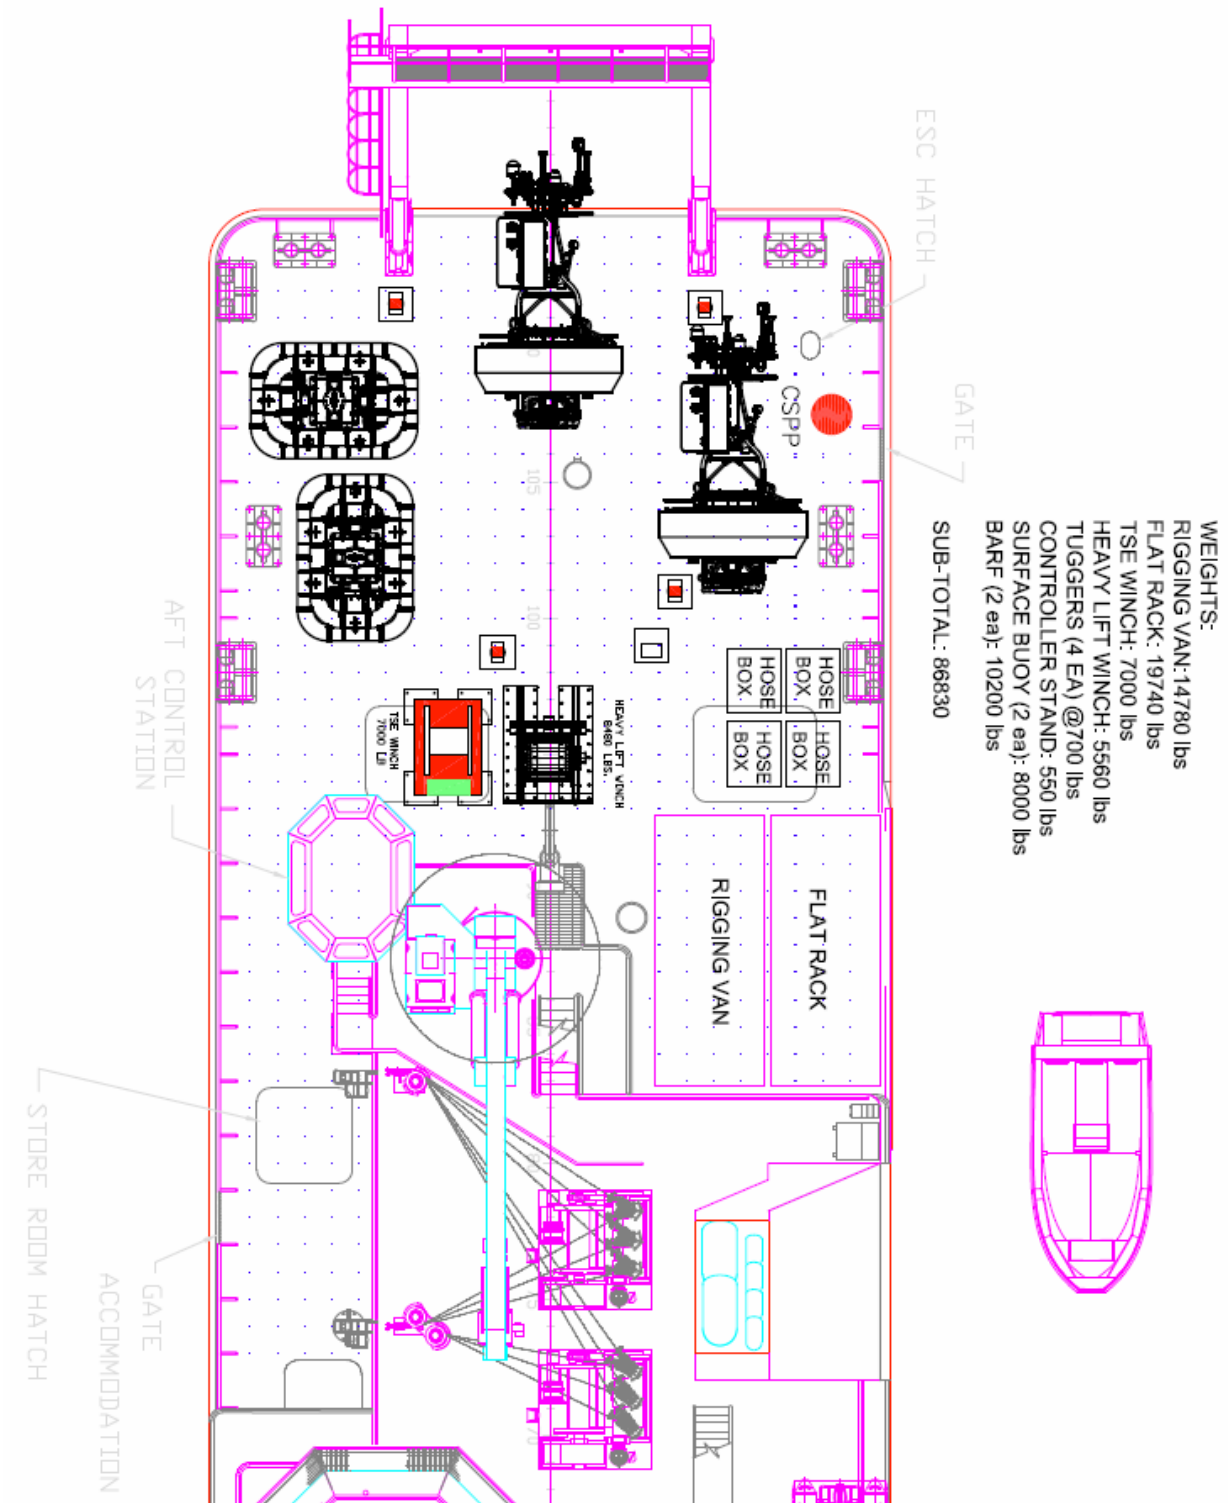 WEIGHTS:
RIGGING VAN:14780 lbs
FLAT RACK: 19740 lbs
TSE WINCH: 7000 lbs
HEAVY LIFT WINCH: 5560 lbs
TUGGERS (4 EA) @700 lbs
CONTROLLER STAND: 550 lbs
SURFACE BUOY (2 ea): 8000 lbs
BARF (2 ea): 10200 lbs
SUB-TOTAL: 86830
ESC HATCH
GATE
CSPP
105
100
HOSE
BOX
HOSE
BOX
HOSE
BOX
HOSE
BOX
HEAVY LIFT WINCH
6480 LBS.
TSE WINCH
7000 LB
AFT CONTROL
STATION
FLAT RACK
RIGGING VAN
80
STORE ROOM HATCH
GATE
ACCOMMODATION